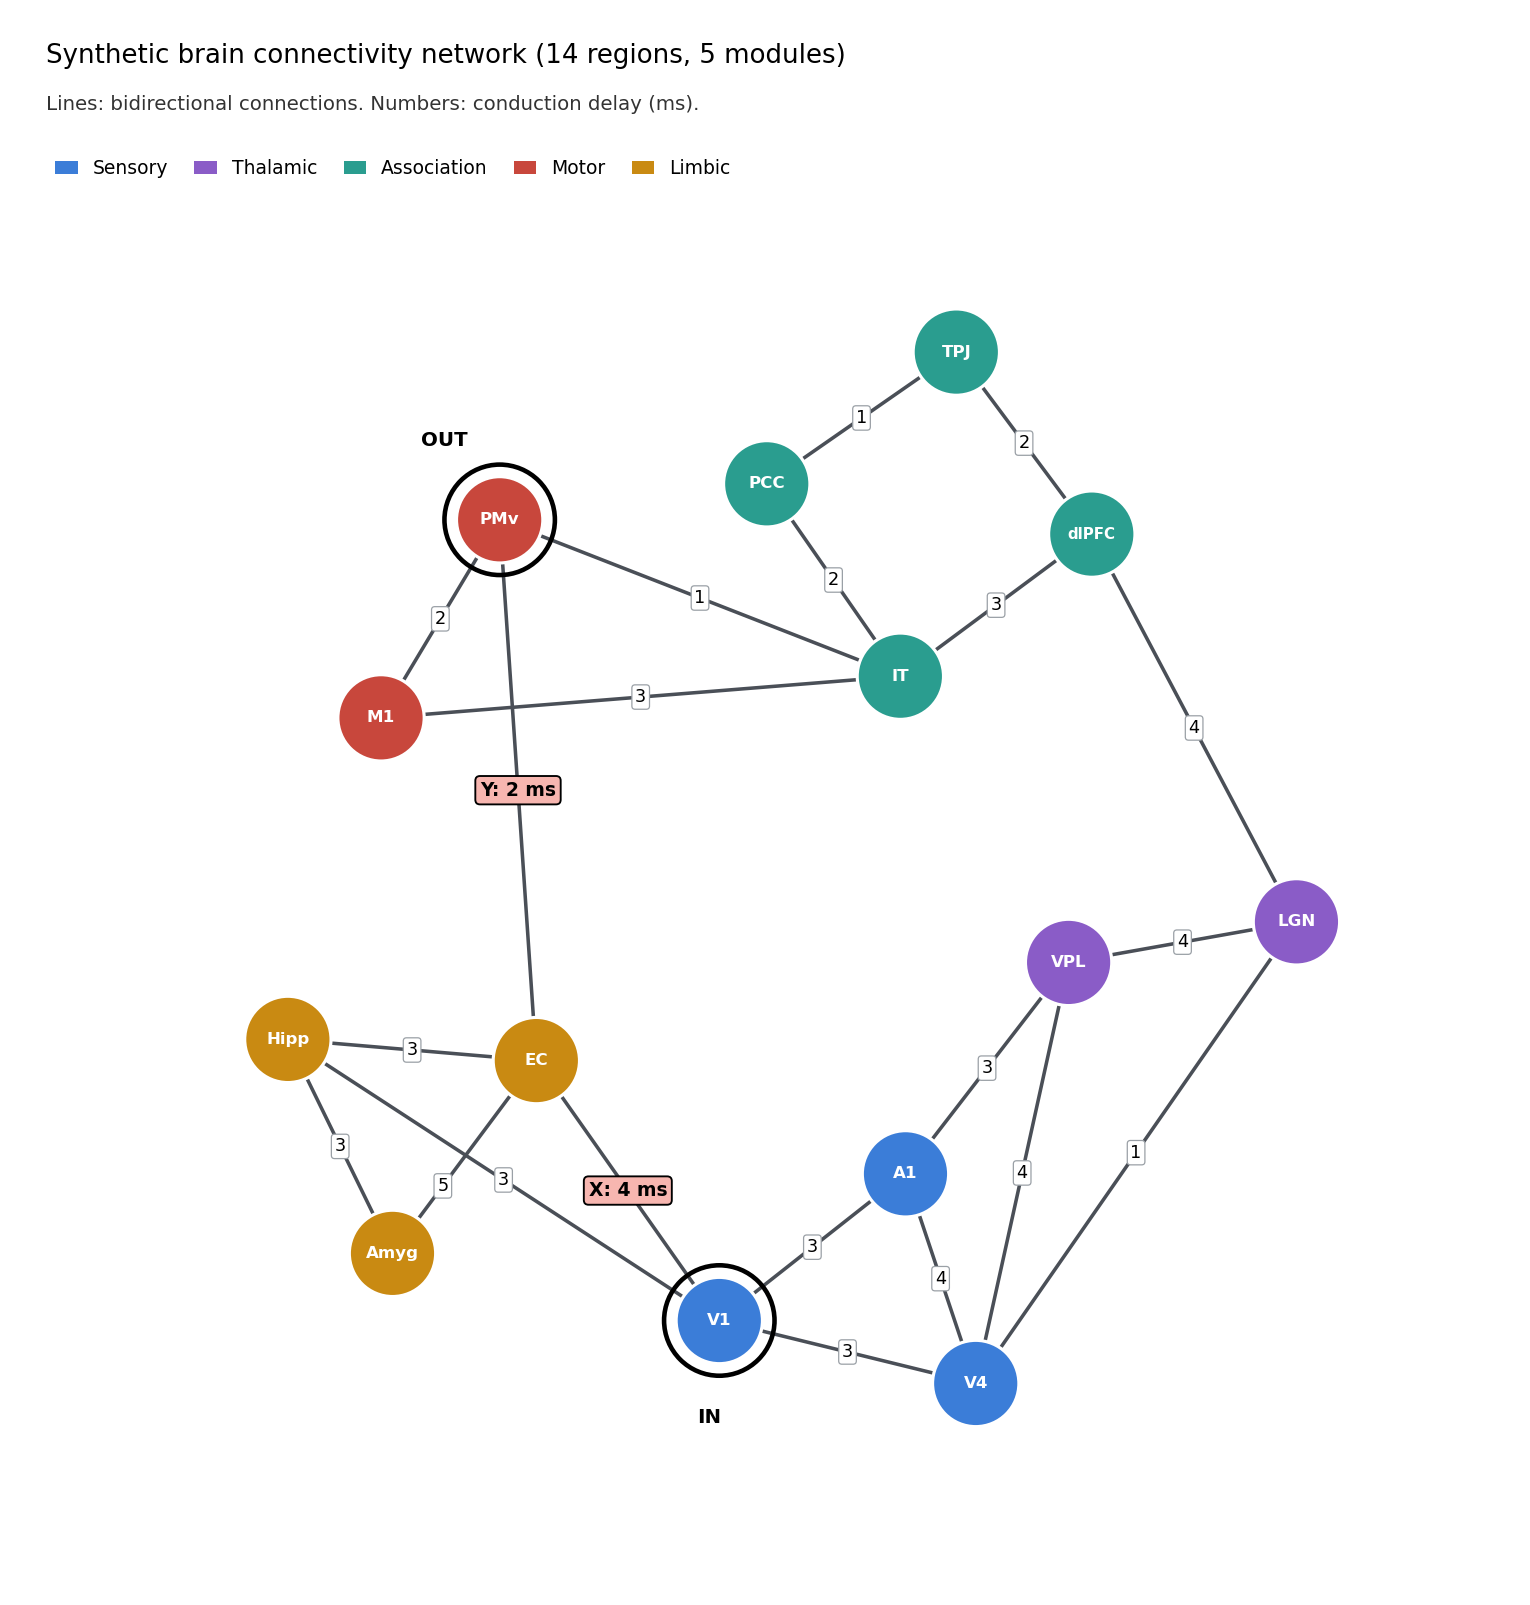 Synthetic brain connectivity network (14 regions, 5 modules)
Lines: bidirectional connections. Numbers: conduction delay (ms).
Sensory Thalamic Association Motor Limbic
TPJ
1
OUT
2
PCC
PMv
dlPFC
2
1
3
2
IT
3
M1
4
Y: 2 ms
LGN
4
VPL
Hipp
3
EC
3
3
1
A1
4
3
5
X: 4 ms
3
4
V1
3
Amyg
V4
IN